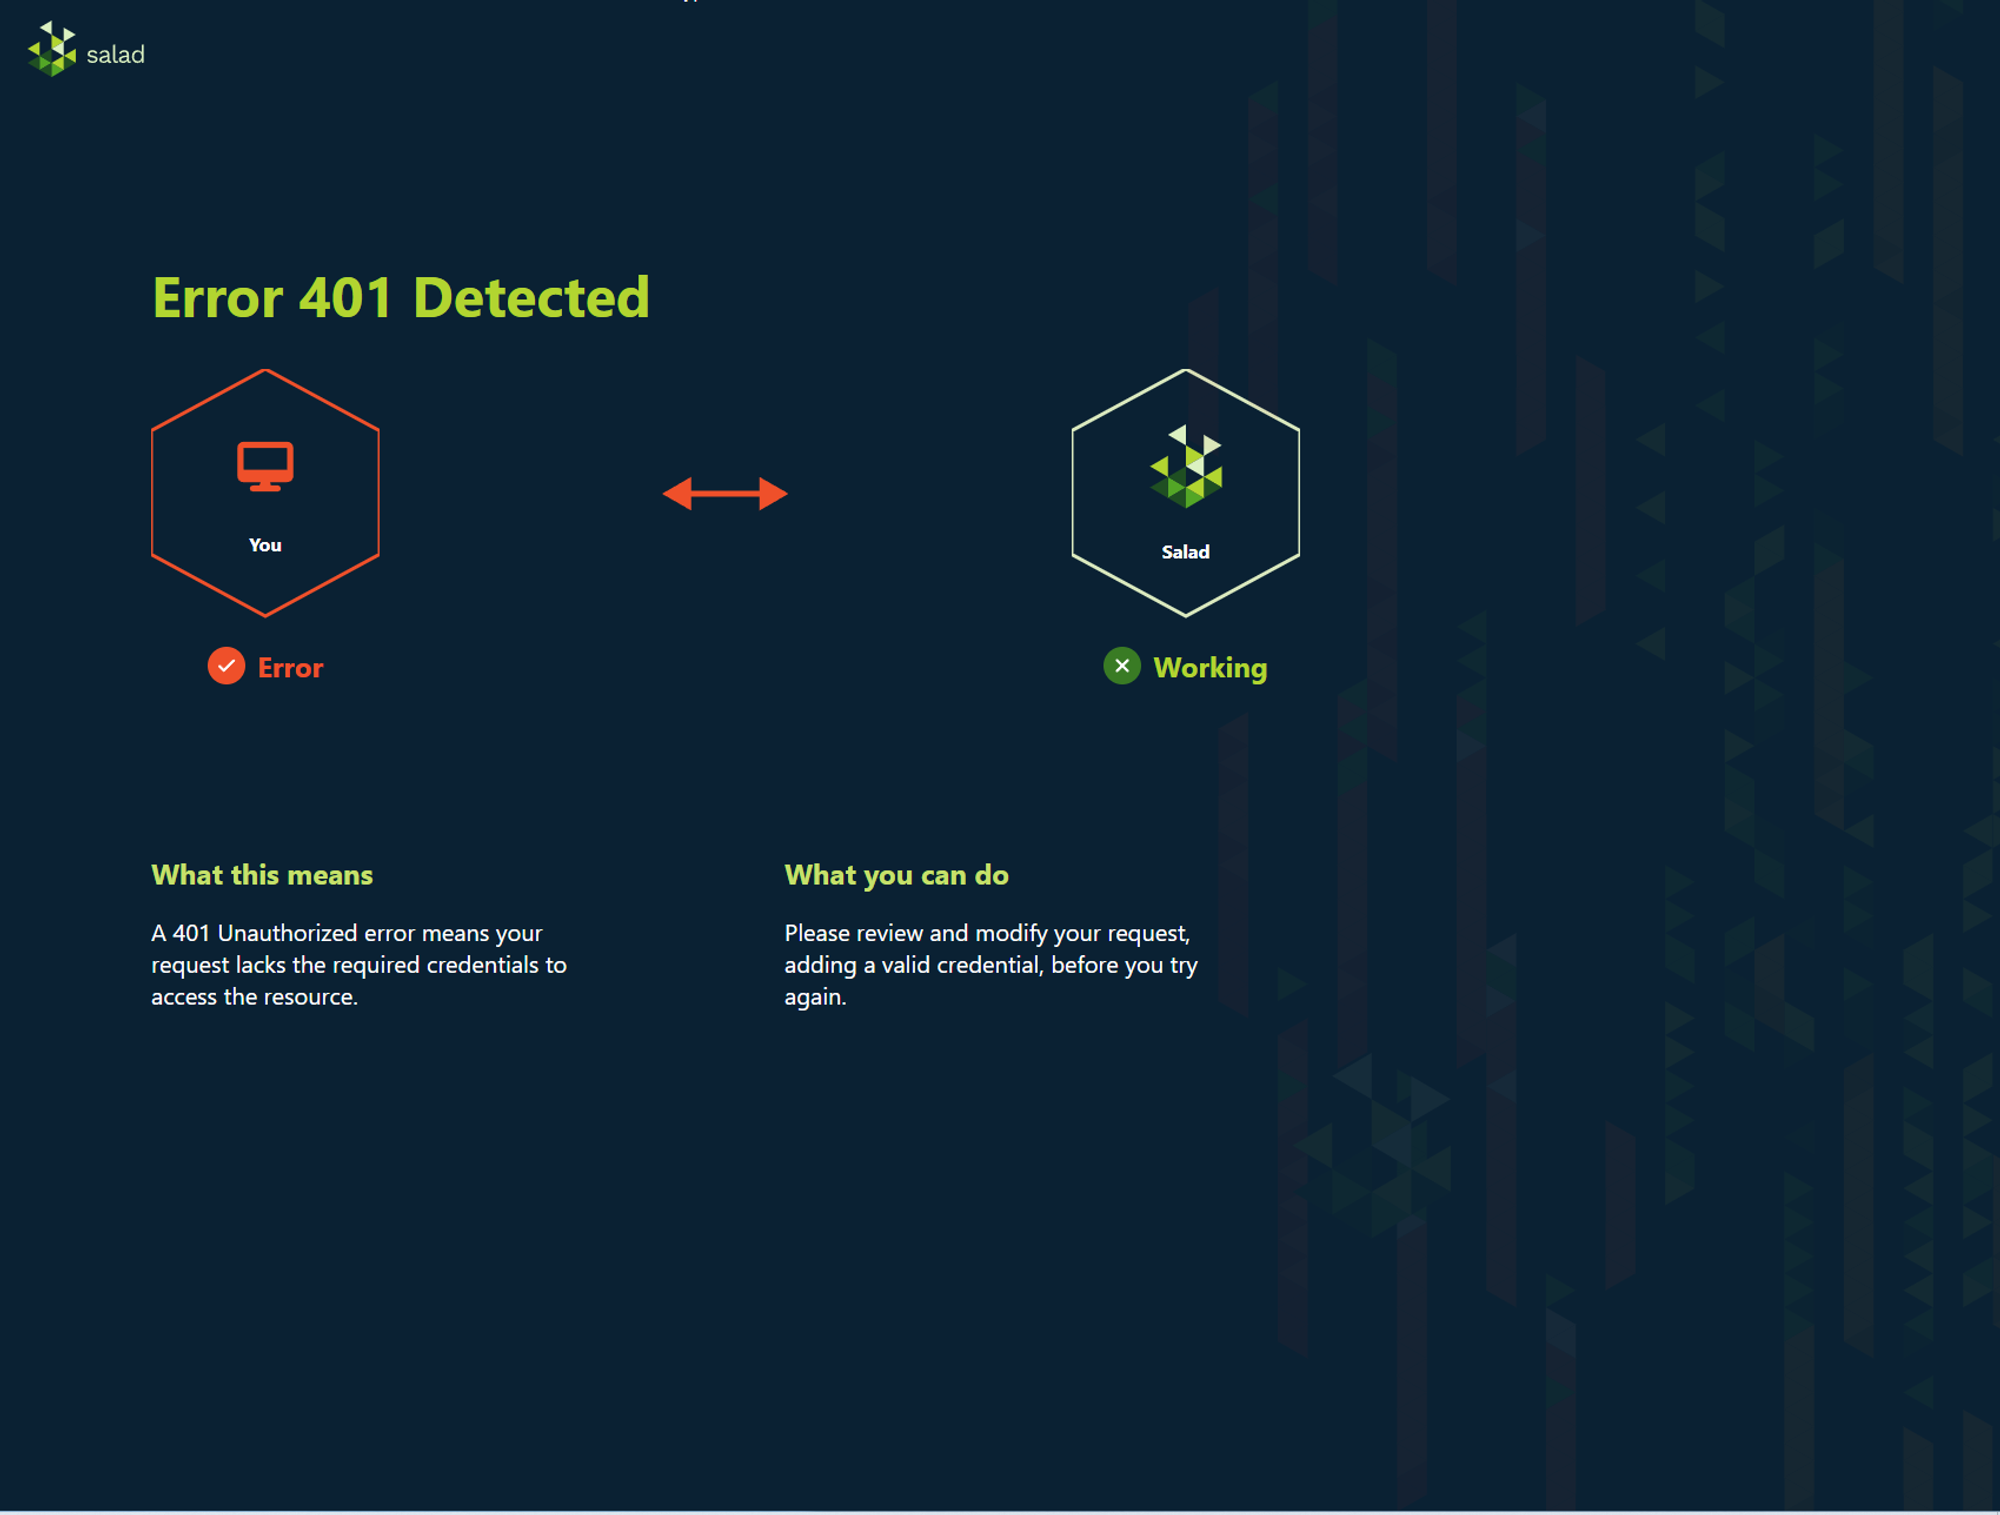 salad
Error 401 Detected
You
Salad
Error
Working
What this means
A 401 Unauthorized error means your
request lacks the required credentials to
access the resource.
What you can do
Please review and modify your request,
adding a valid credential, before you try
again.